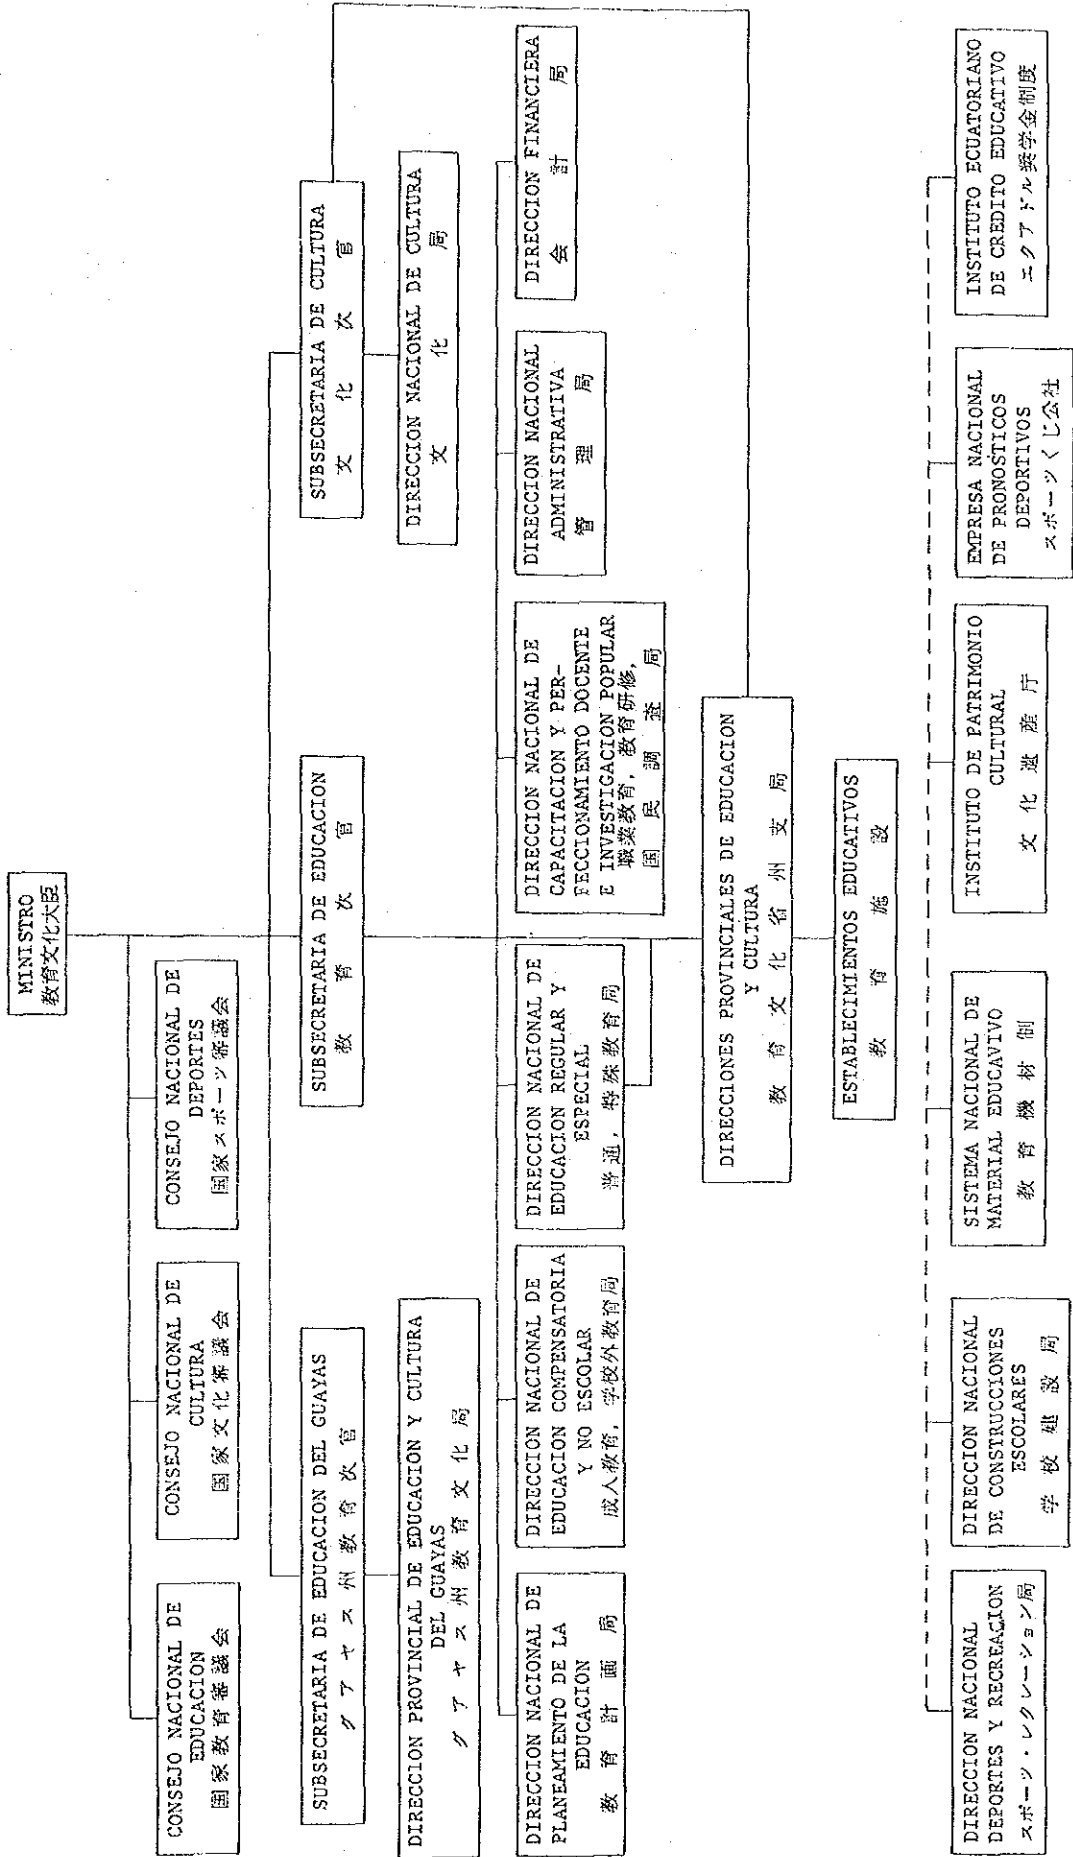 MINISTRO
教育文化大臣
CONSEJO NACIONAL DE
EDUCACION
国家教育審議会
CONSEJO NACIONAL DE
CULTURA
国家文化審議会
CONSEJO NACIONAL DE
DEPORTES
国家スポーツ審議会
SUBSECRETARIA DE EDUCACION DEL GUAYAS
グアヤス州教育次官
SUBSECRETARIA DE EDUCACION
教育次官
SUBSECRETARIA DE CULTURA
文化次官
DIRECCION PROVINCIAL DE EDUCACION Y CULTURA
DEL GUAYAS
グアヤス州教育文化局
DIRECCION NACIONAL DE CULTURA
文化局
DIRECCION NACIONAL DE
PLANEAMIENTO DE LA
EDUCACION
教育計画局
DIRECCION NACIONAL DE
EDUCACION COMPENSATORIA
Y NO ESCOLAR
成人教育,学校外教育局
DIRECCION NACIONAL DE
EDUCACION REGULAR Y
ESPECIAL
普通,特殊教育局
DIRECCION NACIONAL DE
CAPACITACION Y PER-
FECCIONAMIENTO DOCENTE
E INVESTIGACION POPULAR
職業教育,教育研修,
国民調査局
DIRECCION NACIONAL
ADMINISTRATIVA
管理局
DIRECCION FINANCIERA
会計局
DIRECCIONES PROVINCIALES DE EDUCACION
Y CULTURA
教育文化省州支局
ESTABLECIMIENTOS EDUCATIVOS
教育施設
DIRECCION NACIONAL
DEPORTES Y RECREACION
スポーツ・レクレーション局
DIRECCION NACIONAL
DE CONSTRUCCIONES
ESCOLARES
学校建設局
SISTEMA NACIONAL DE
MATERIAL EDUCAVTIVO
教育機材制
INSTITUTO DE PATRIMONIO
CULTURAL
文化遺産庁
EMPRESA NACIONAL
DE PRONOSTICOS
DEPORTIVOS
スポーツくじ公社
INSTITUTO ECUATORIANO
DE CREDITO EDUCATIVO
エクアドル奨学金制度